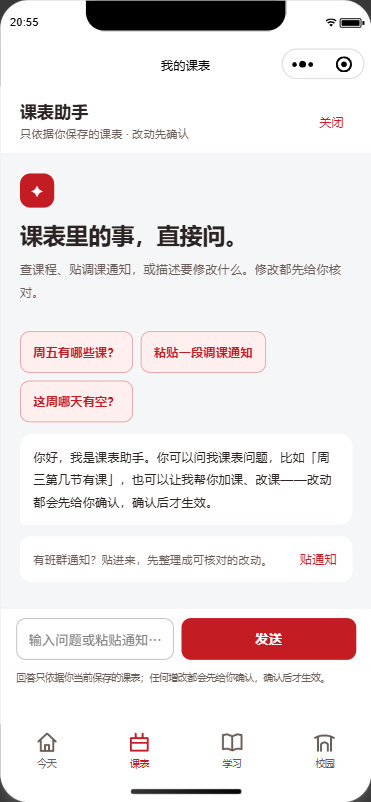 20:55
我的课表
课表助手
只依据你保存的课表 · 改动先确认
关闭
课表里的事，直接问。
查课程、贴调课通知，或描述要修改什么。修改都先给你核
对。
周五有哪些课？
粘贴一段调课通知
这周哪天有空？
你好，我是课表助手。你可以问我课表问题，比如「周
三第几节有课」，也可以让我帮你加课、改课——改动
都会先给你确认，确认后才生效。
有班群通知？贴进来，先整理成可核对的改动。
贴通知
输入问题或粘贴通知…
发送
回答只依据你当前保存的课表；任何增改都会先给你确认，确认后才生效。
今天
课表
学习
校园